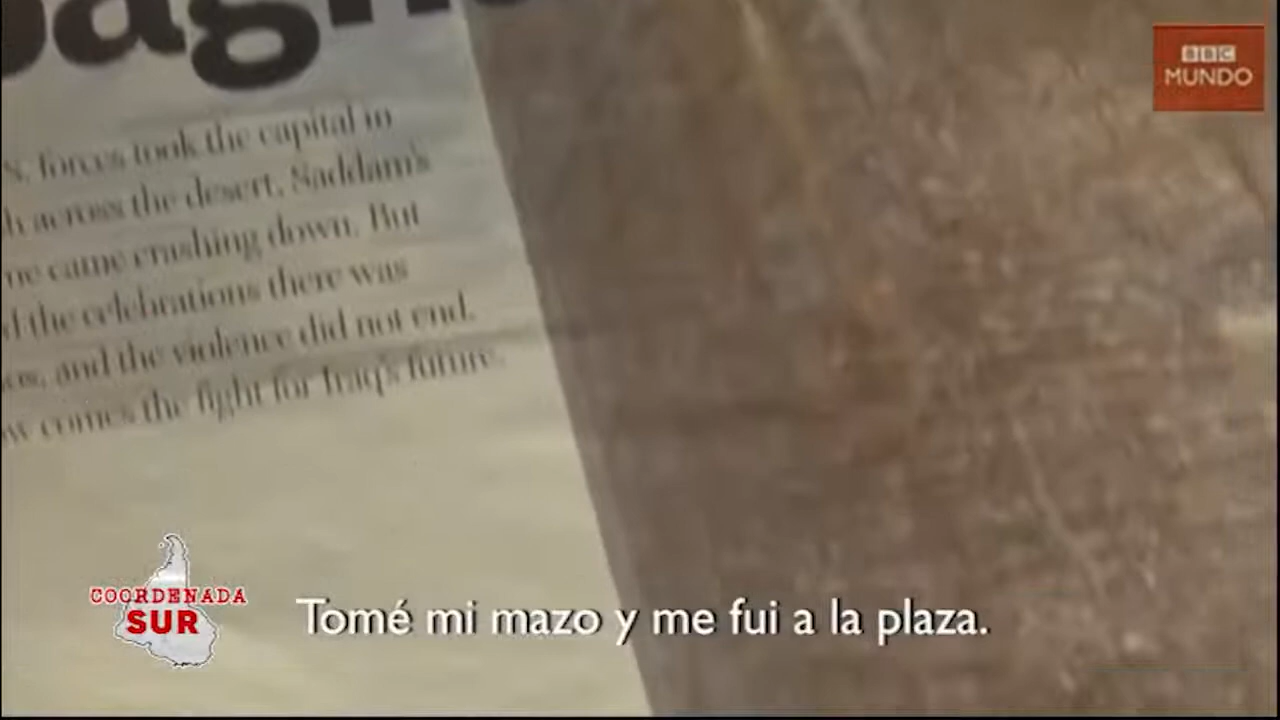 BBC
MUNDO
S. forces took the capital in
h across the desert, Saddam's
me came crashing down. But
d the celebrations there was
os, and the violence did not end.
w comes the fight for Iraq's future.
COORDENADA
SUR
Tomé mi mazo y me fui a la plaza.